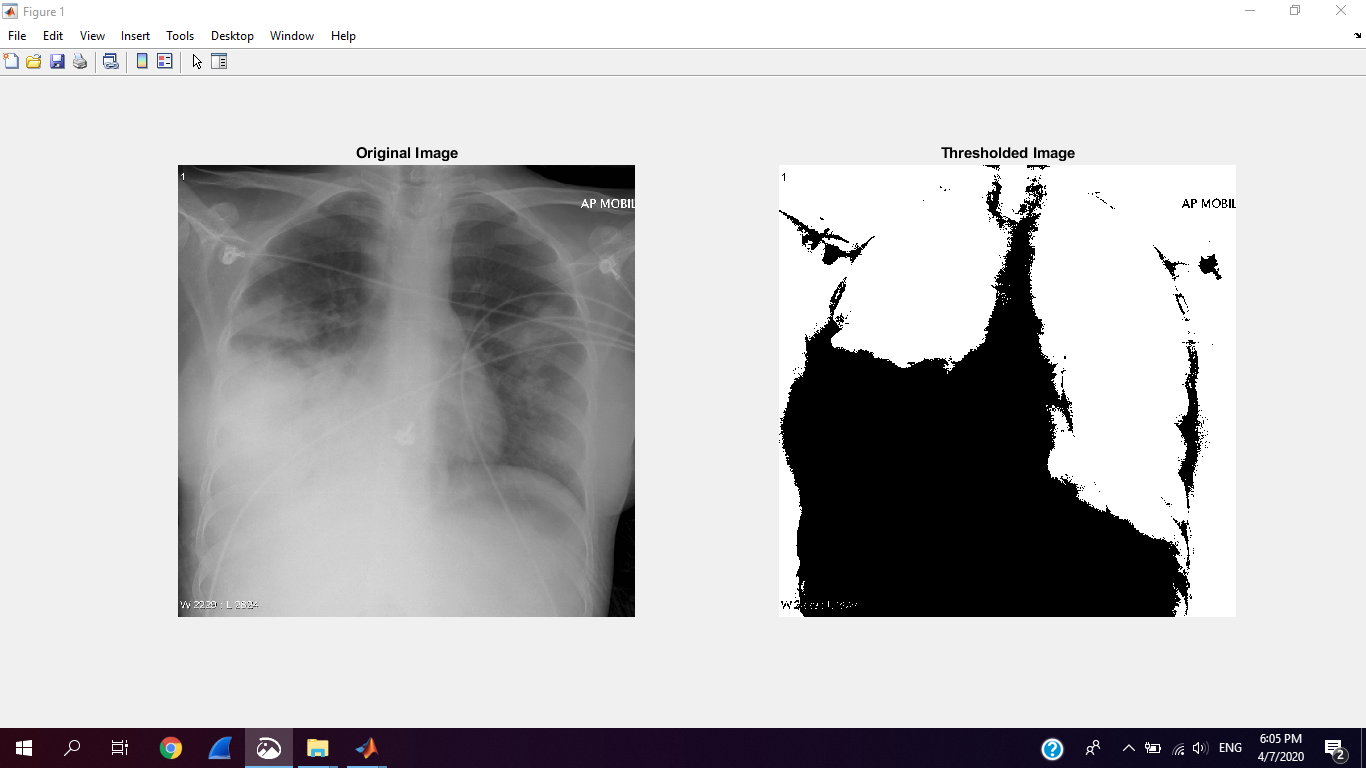 Figure 1
File Edit View Insert Tools Desktop Window Help
Original Image
Thresholded Image
1
AP MOBIL
1
AP MOBIL
W 2229 : L
W
6:05 PM
ENG
4/7/2020
2